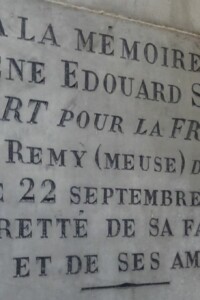 A LA MÉMOIRE
GNE EDOUARD S
RT POUR LA FR
REMY (MEUSE) D
E 22 SEPTEMBRE
RETTÉ DE SA FA
ET DE SES AM